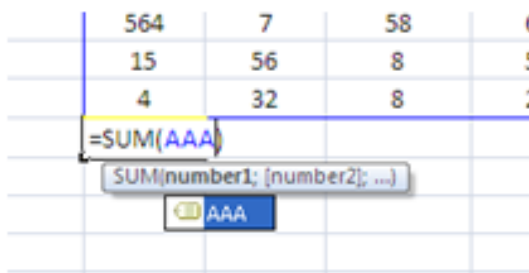 564 7 58
15 56 8
4 32 8
=SUM(AAA)
SUM(number1; [number2]; ...)
AAA